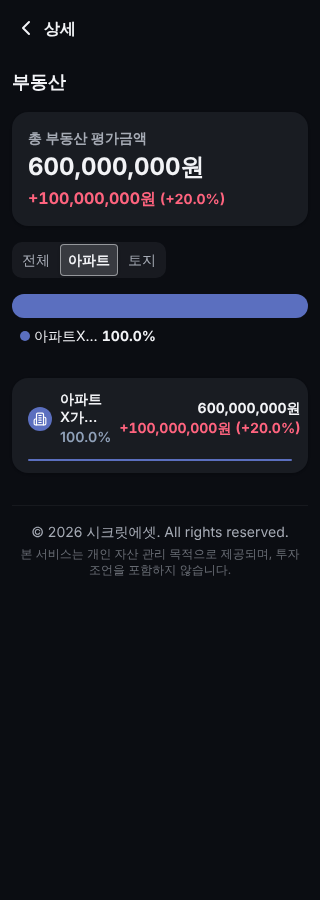 상세
부동산
총 부동산 평가금액
600,000,000원
+100,000,000원 (+20.0%)
전체 아파트 토지
아파트X... 100.0%
아파트
X가...
100.0%
600,000,000원
+100,000,000원 (+20.0%)
© 2026 시크릿에셋. All rights reserved.
본 서비스는 개인 자산 관리 목적으로 제공되며, 투자
조언을 포함하지 않습니다.